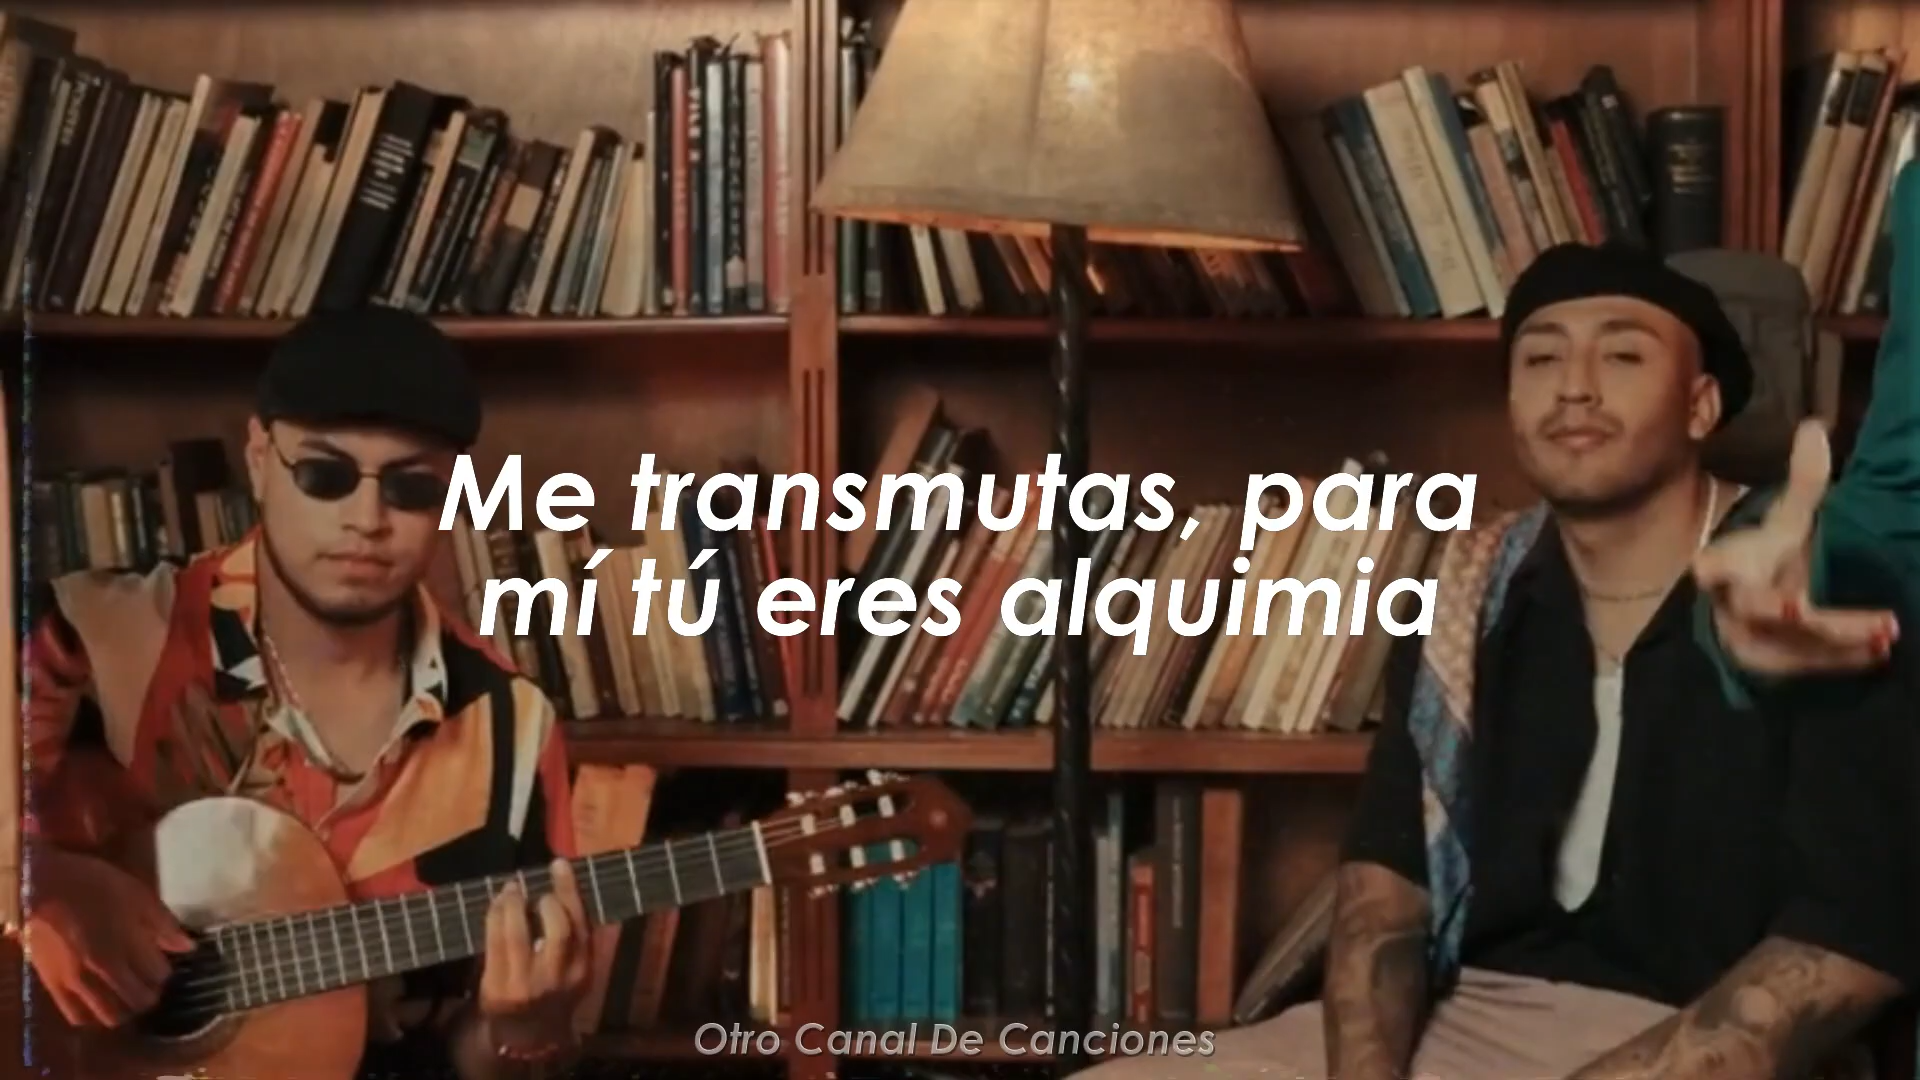 Me transmutas, para
mí tú eres alquimia
Otro Canal De Canciones